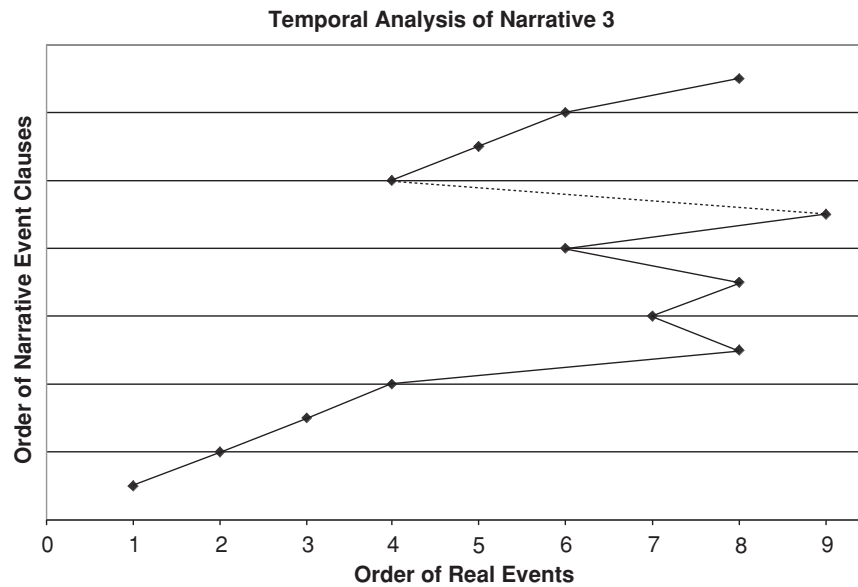 Temporal Analysis of Narrative 3
Order of Narrative Event Clauses
0 1 2 3 4 5 6 7 8 9
Order of Real Events